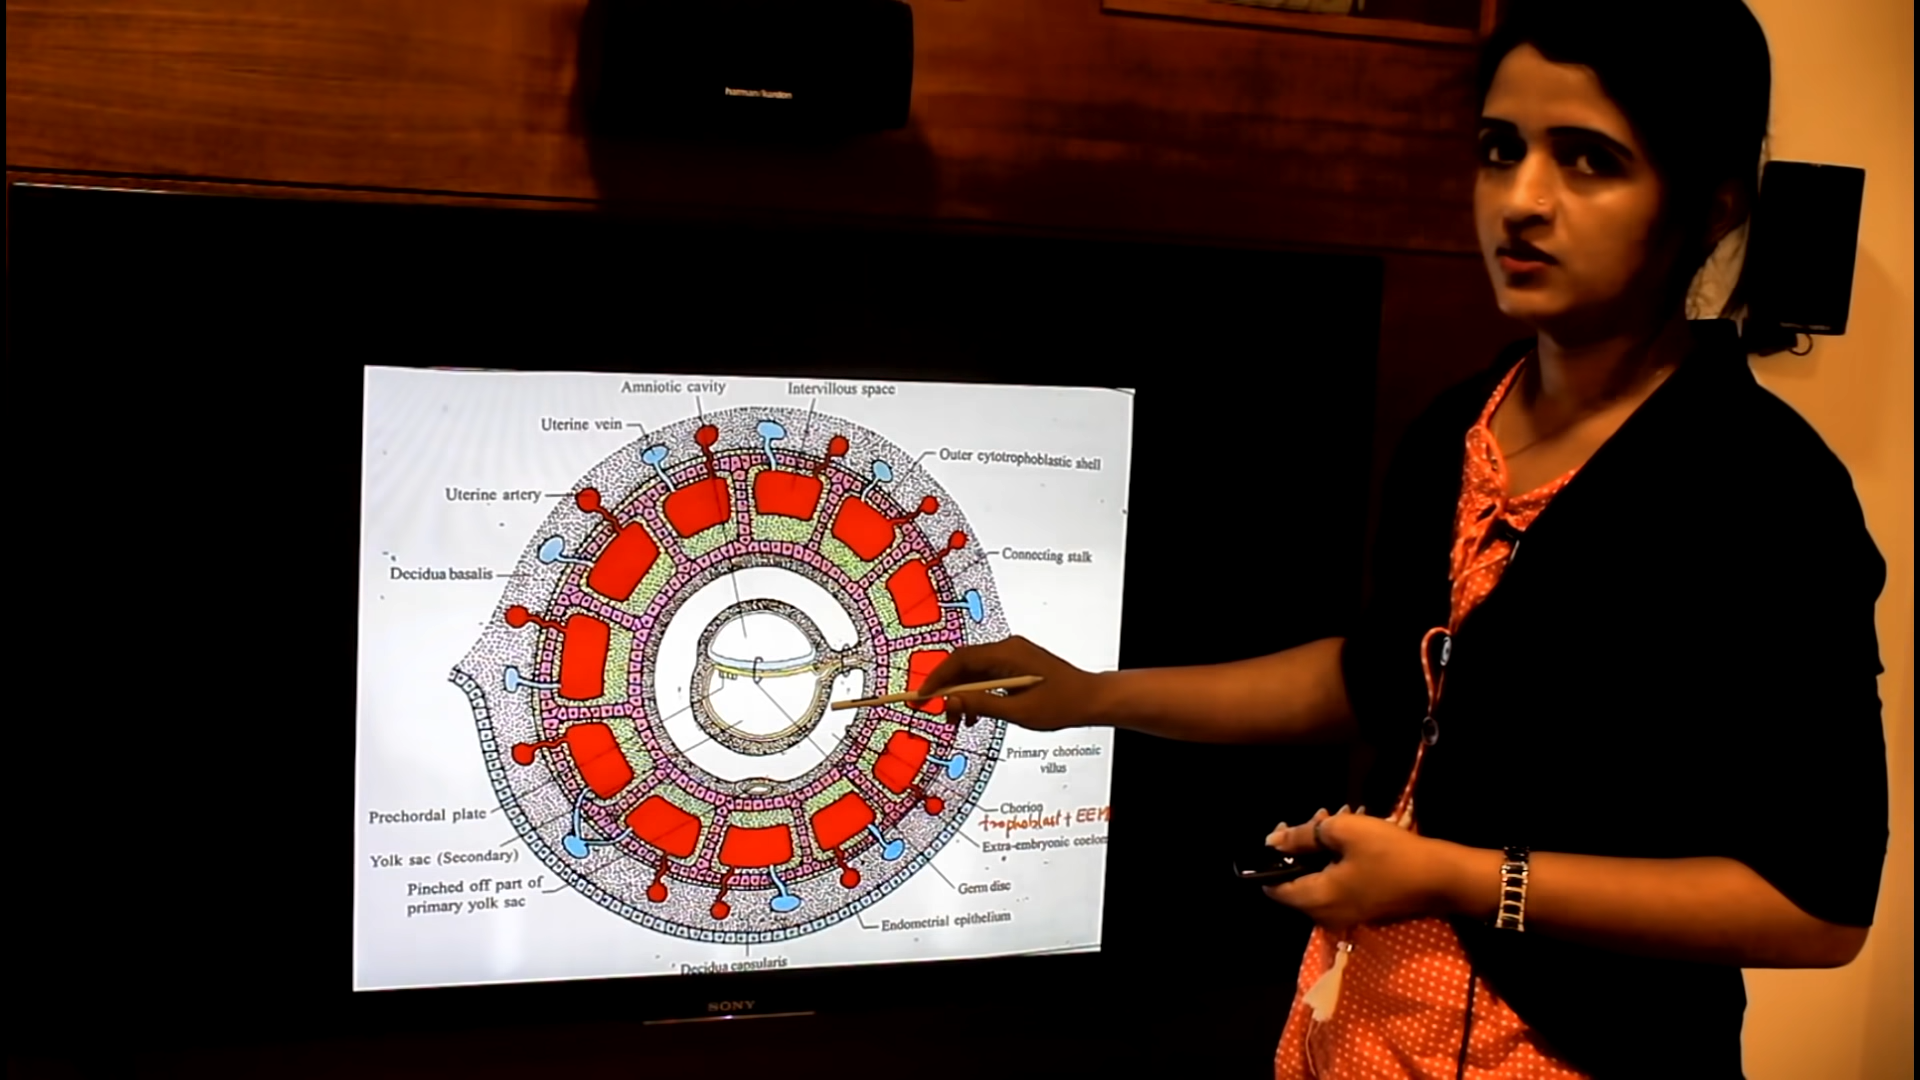 harman/kardon
Amniotic cavity
Intervillous space
Uterine vein
Outer cytotrophoblastic shell
Uterine artery
Connecting stalk
Decidua basalis
Primary chorionic
villus
Chorion
trophoblast + EEM
Prechordal plate
Extra-embryonic coelom
Yolk sac (Secondary)
Germ disc
Pinched off part of
primary yolk sac
Endometrial epithelium
Decidua capsularis
SONY